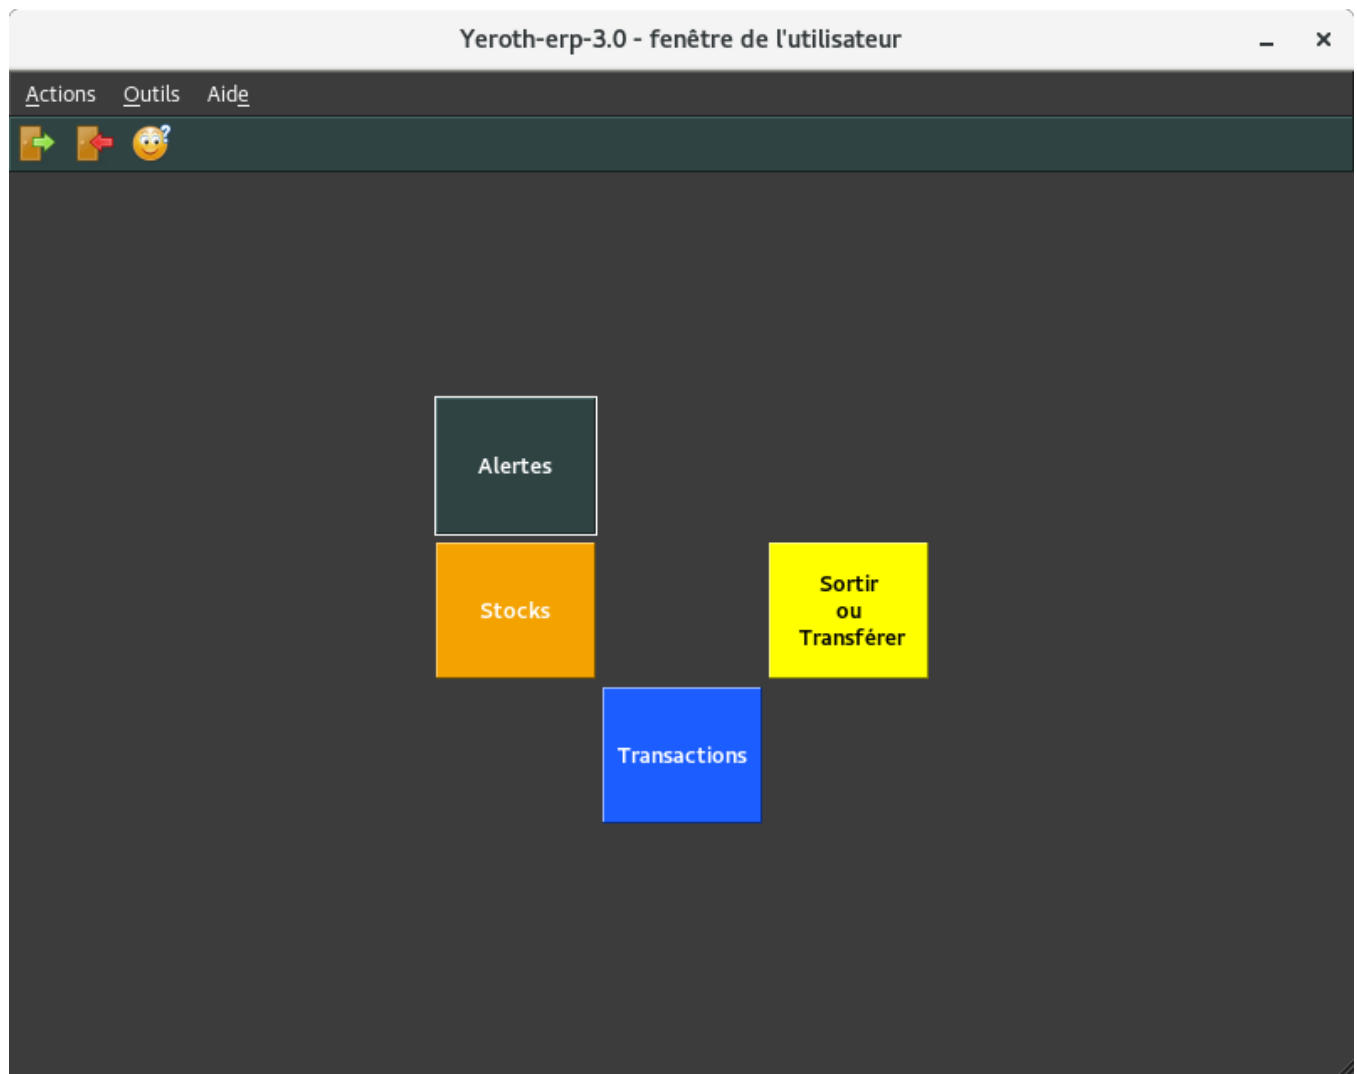 Yeroth-erp-3.0 - fenêtre de l'utilisateur
Actions Outils Aide
?
Alertes
Stocks
Sortir
ou
Transférer
Transactions